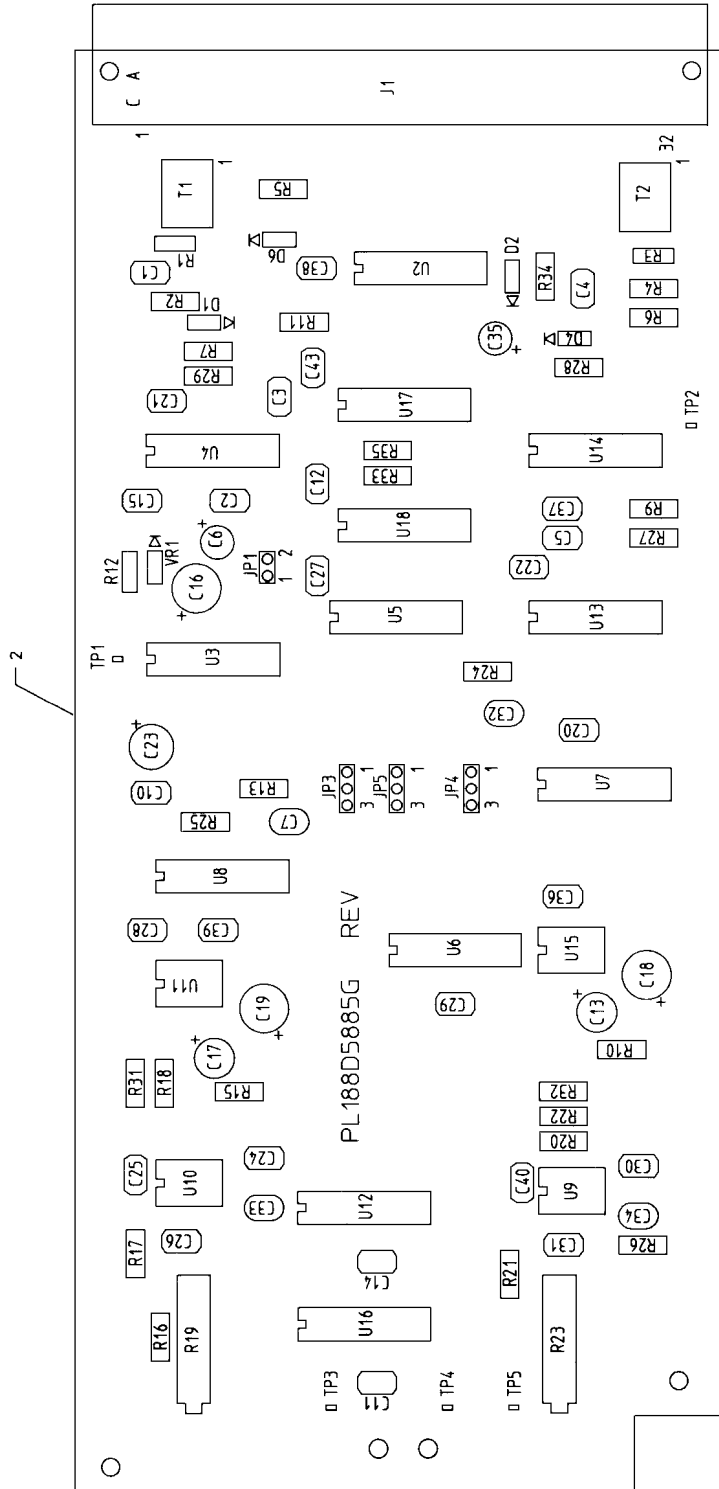 2
J1
C A
1
32
T1
1
T2
1
R5
R1
D6
C1
C38
U2
D2
R34
C4
R3
R4
R6
R2
D1
R11
R7
R29
C43
C3
C21
C35
+
D4
R28
U17
TP2
U4
R35
R33
U14
C15
C2
C12
U18
C37
C5
R9
R27
R12
VR1
+
C6
C16
+
JP1
1 2
C27
C22
U5
U13
TP1
U3
R24
C23
+
C32
C20
C10
R13
R25
C7
JP3
3 1
JP5
3 1
JP4
3 1
U7
U8
C28
C39
PL188D5885G REV
U6
C36
U15
U11
C19
+
C17
+
C29
C13
+
C18
+
R10
R31
R18
R15
R32
R22
R20
C25
U10
C24
C33
U12
C40
U9
C30
C34
R17
C26
C31
R26
C14
R21
R16
R19
U16
R23
TP3
C11
TP4
TP5